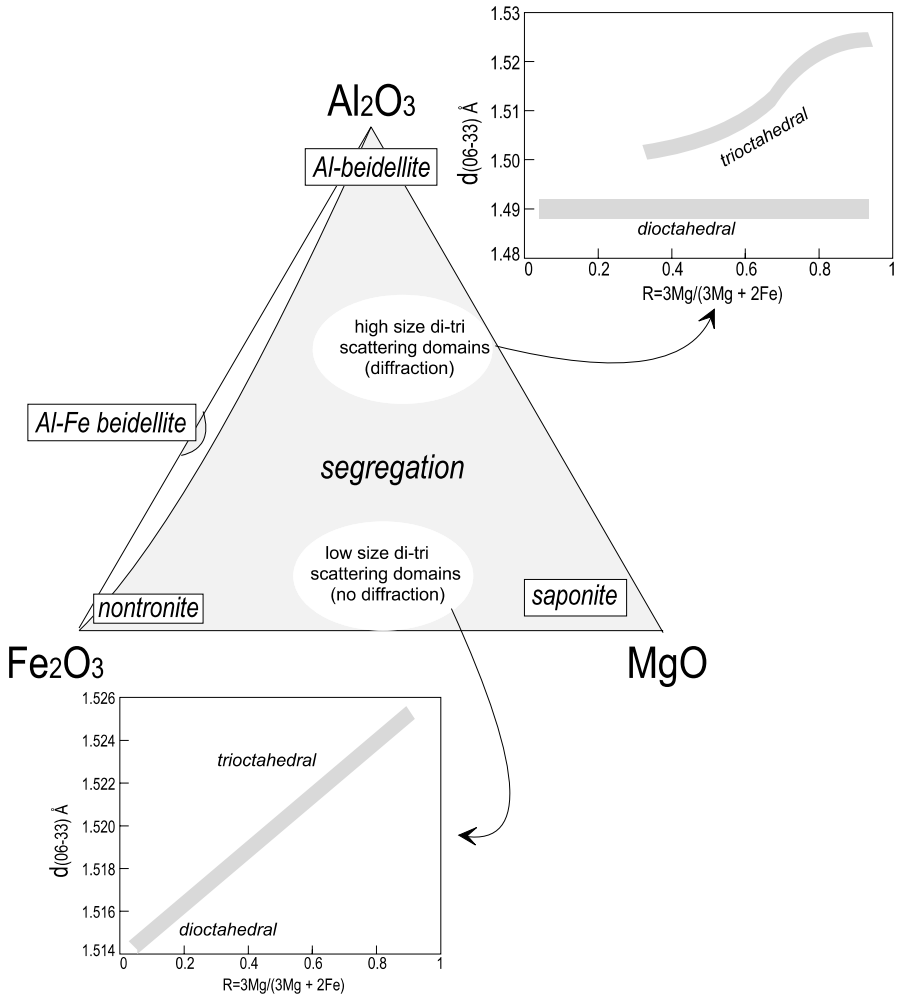 1.53
1.52
1.51
1.50
1.49
1.48
d(06-33) Å
trioctahedral
dioctahedral
0 0.2 0.4 0.6 0.8 1
R=3Mg/(3Mg + 2Fe)
Al2O3
Al-beidellite
high size di-tri
scattering domains
(diffraction)
Al-Fe beidellite
segregation
low size di-tri
scattering domains
(no diffraction)
nontronite
saponite
Fe2O3
MgO
1.526
1.524
1.522
1.520
1.518
1.516
1.514
d(06-33) Å
trioctahedral
dioctahedral
0 0.2 0.4 0.6 0.8 1
R=3Mg/(3Mg + 2Fe)